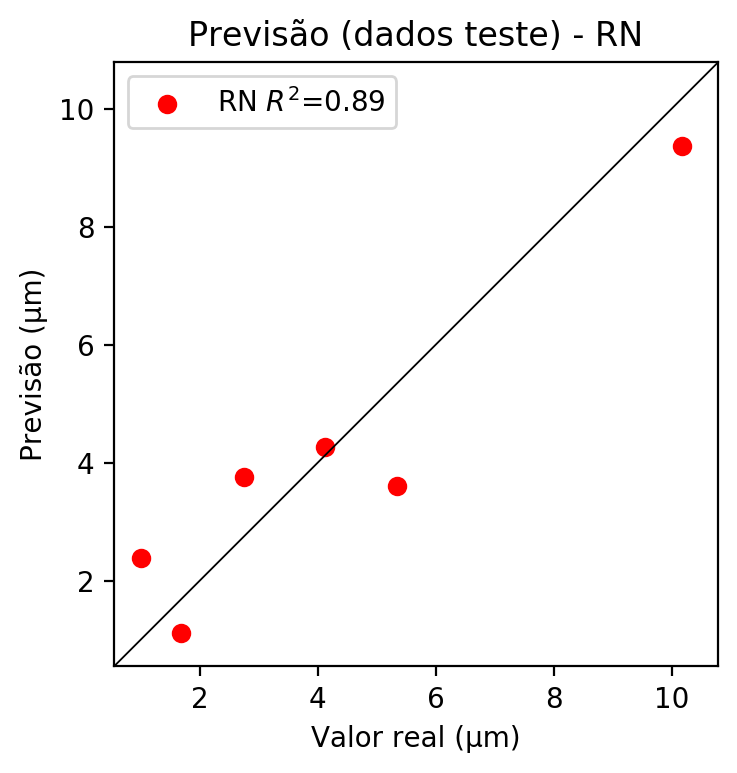 Previsão (dados teste) - RN
RN R²=0.89
10
8
6
4
2
Previsão (μm)
2 4 6 8 10
Valor real (μm)